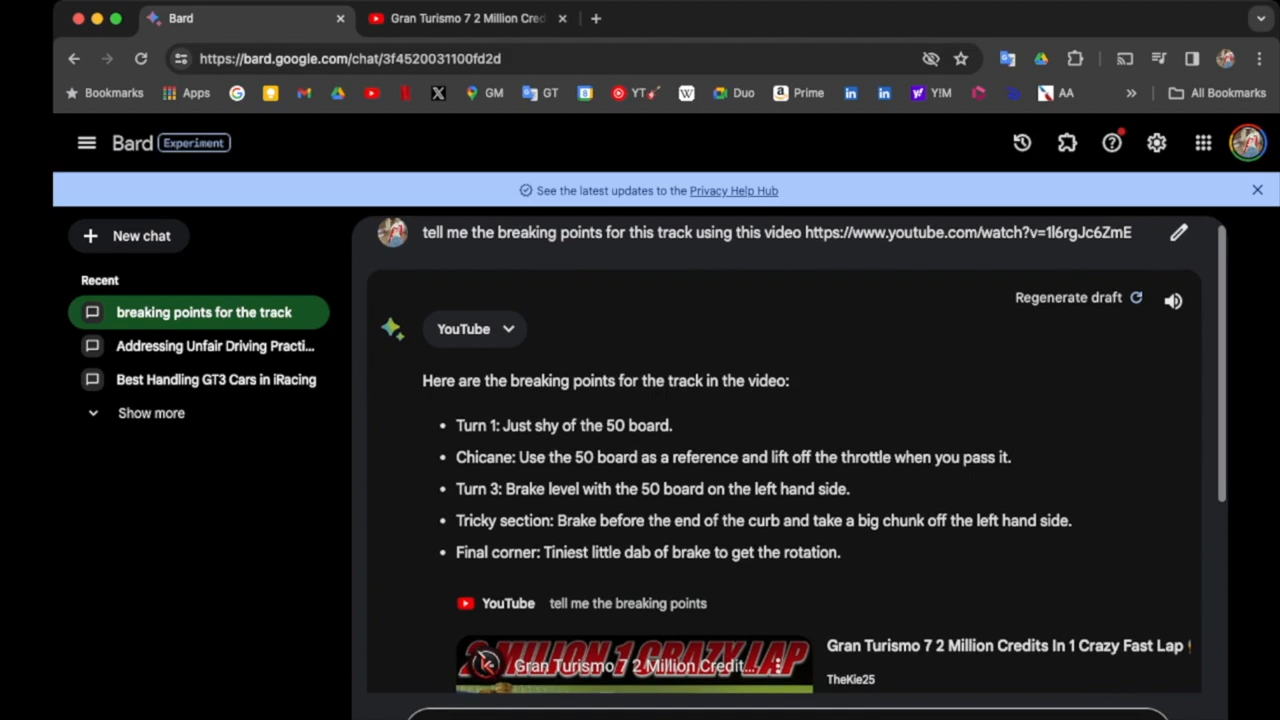 Bard
Gran Turismo 7 2 Million Cred
https://bard.google.com/chat/3f4520031100fd2d
Bookmarks
Apps
GM
GT
YT
Duo
Prime
Y!M
AA
All Bookmarks
Bard Experiment
See the latest updates to the Privacy Help Hub
New chat
Recent
breaking points for the track
Addressing Unfair Driving Practi...
Best Handling GT3 Cars in iRacing
Show more
tell me the breaking points for this track using this video https://www.youtube.com/watch?v=1l6rgJc6ZmE
Regenerate draft
YouTube
Here are the breaking points for the track in the video:
• Turn 1: Just shy of the 50 board.
• Chicane: Use the 50 board as a reference and lift off the throttle when you pass it.
• Turn 3: Brake level with the 50 board on the left hand side.
• Tricky section: Brake before the end of the curb and take a big chunk off the left hand side.
• Final corner: Tiniest little dab of brake to get the rotation.
YouTube tell me the breaking points
2 MILLION 1 CRAZY LAP
Gran Turismo 7 2 Million Credit...
Gran Turismo 7 2 Million Credits In 1 Crazy Fast Lap
TheKie25